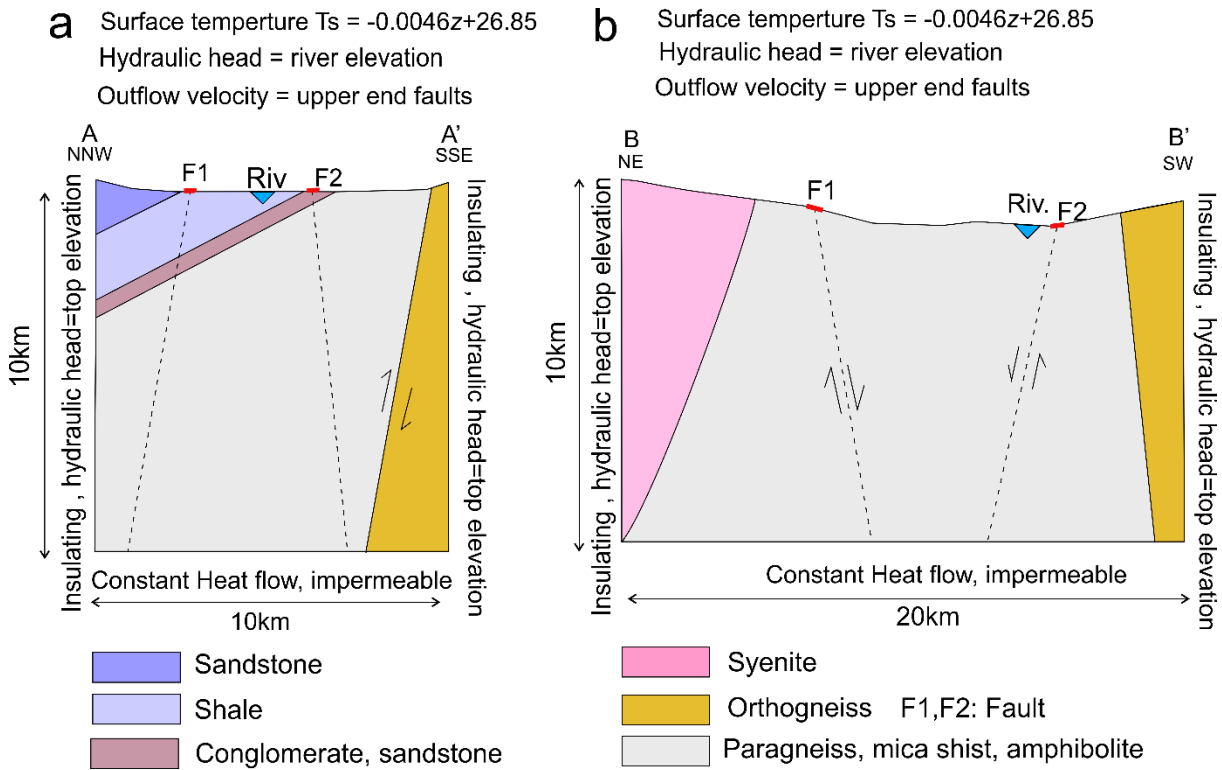 a
Surface temperture Ts = -0.0046z+26.85
Hydraulic head = river elevation
Outflow velocity = upper end faults
A
NNW
F1
Riv
F2
A'
SSE
10km
Insulating , hydraulic head=top elevation
Insulating , hydraulic head=top elevation
Constant Heat flow, impermeable
10km
Sandstone
Shale
Conglomerate, sandstone
b
Surface temperture Ts = -0.0046z+26.85
Hydraulic head = river elevation
Outflow velocity = upper end faults
B
NE
F1
Riv.
F2
B'
SW
10km
Insulating , hydraulic head=top elevation
Insulating , hydraulic head=top elevation
Constant Heat flow, impermeable
20km
Syenite
Orthogneiss F1,F2: Fault
Paragneiss, mica shist, amphibolite